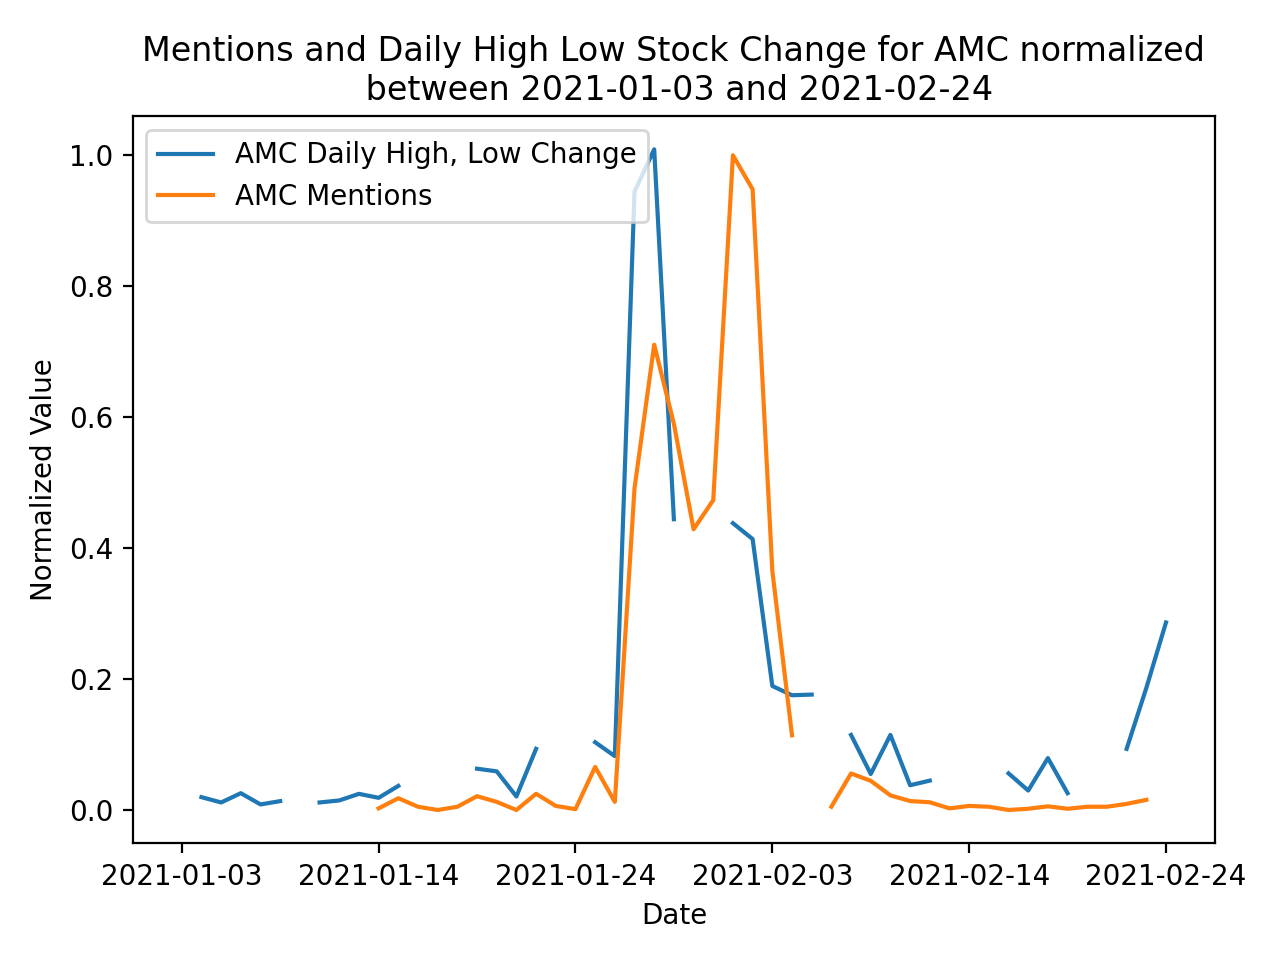 Mentions and Daily High Low Stock Change for AMC normalized
between 2021-01-03 and 2021-02-24
AMC Daily High, Low Change
AMC Mentions
1.0
0.8
0.6
0.4
0.2
0.0
Normalized Value
2021-01-03 2021-01-14 2021-01-24 2021-02-03 2021-02-14 2021-02-24
Date